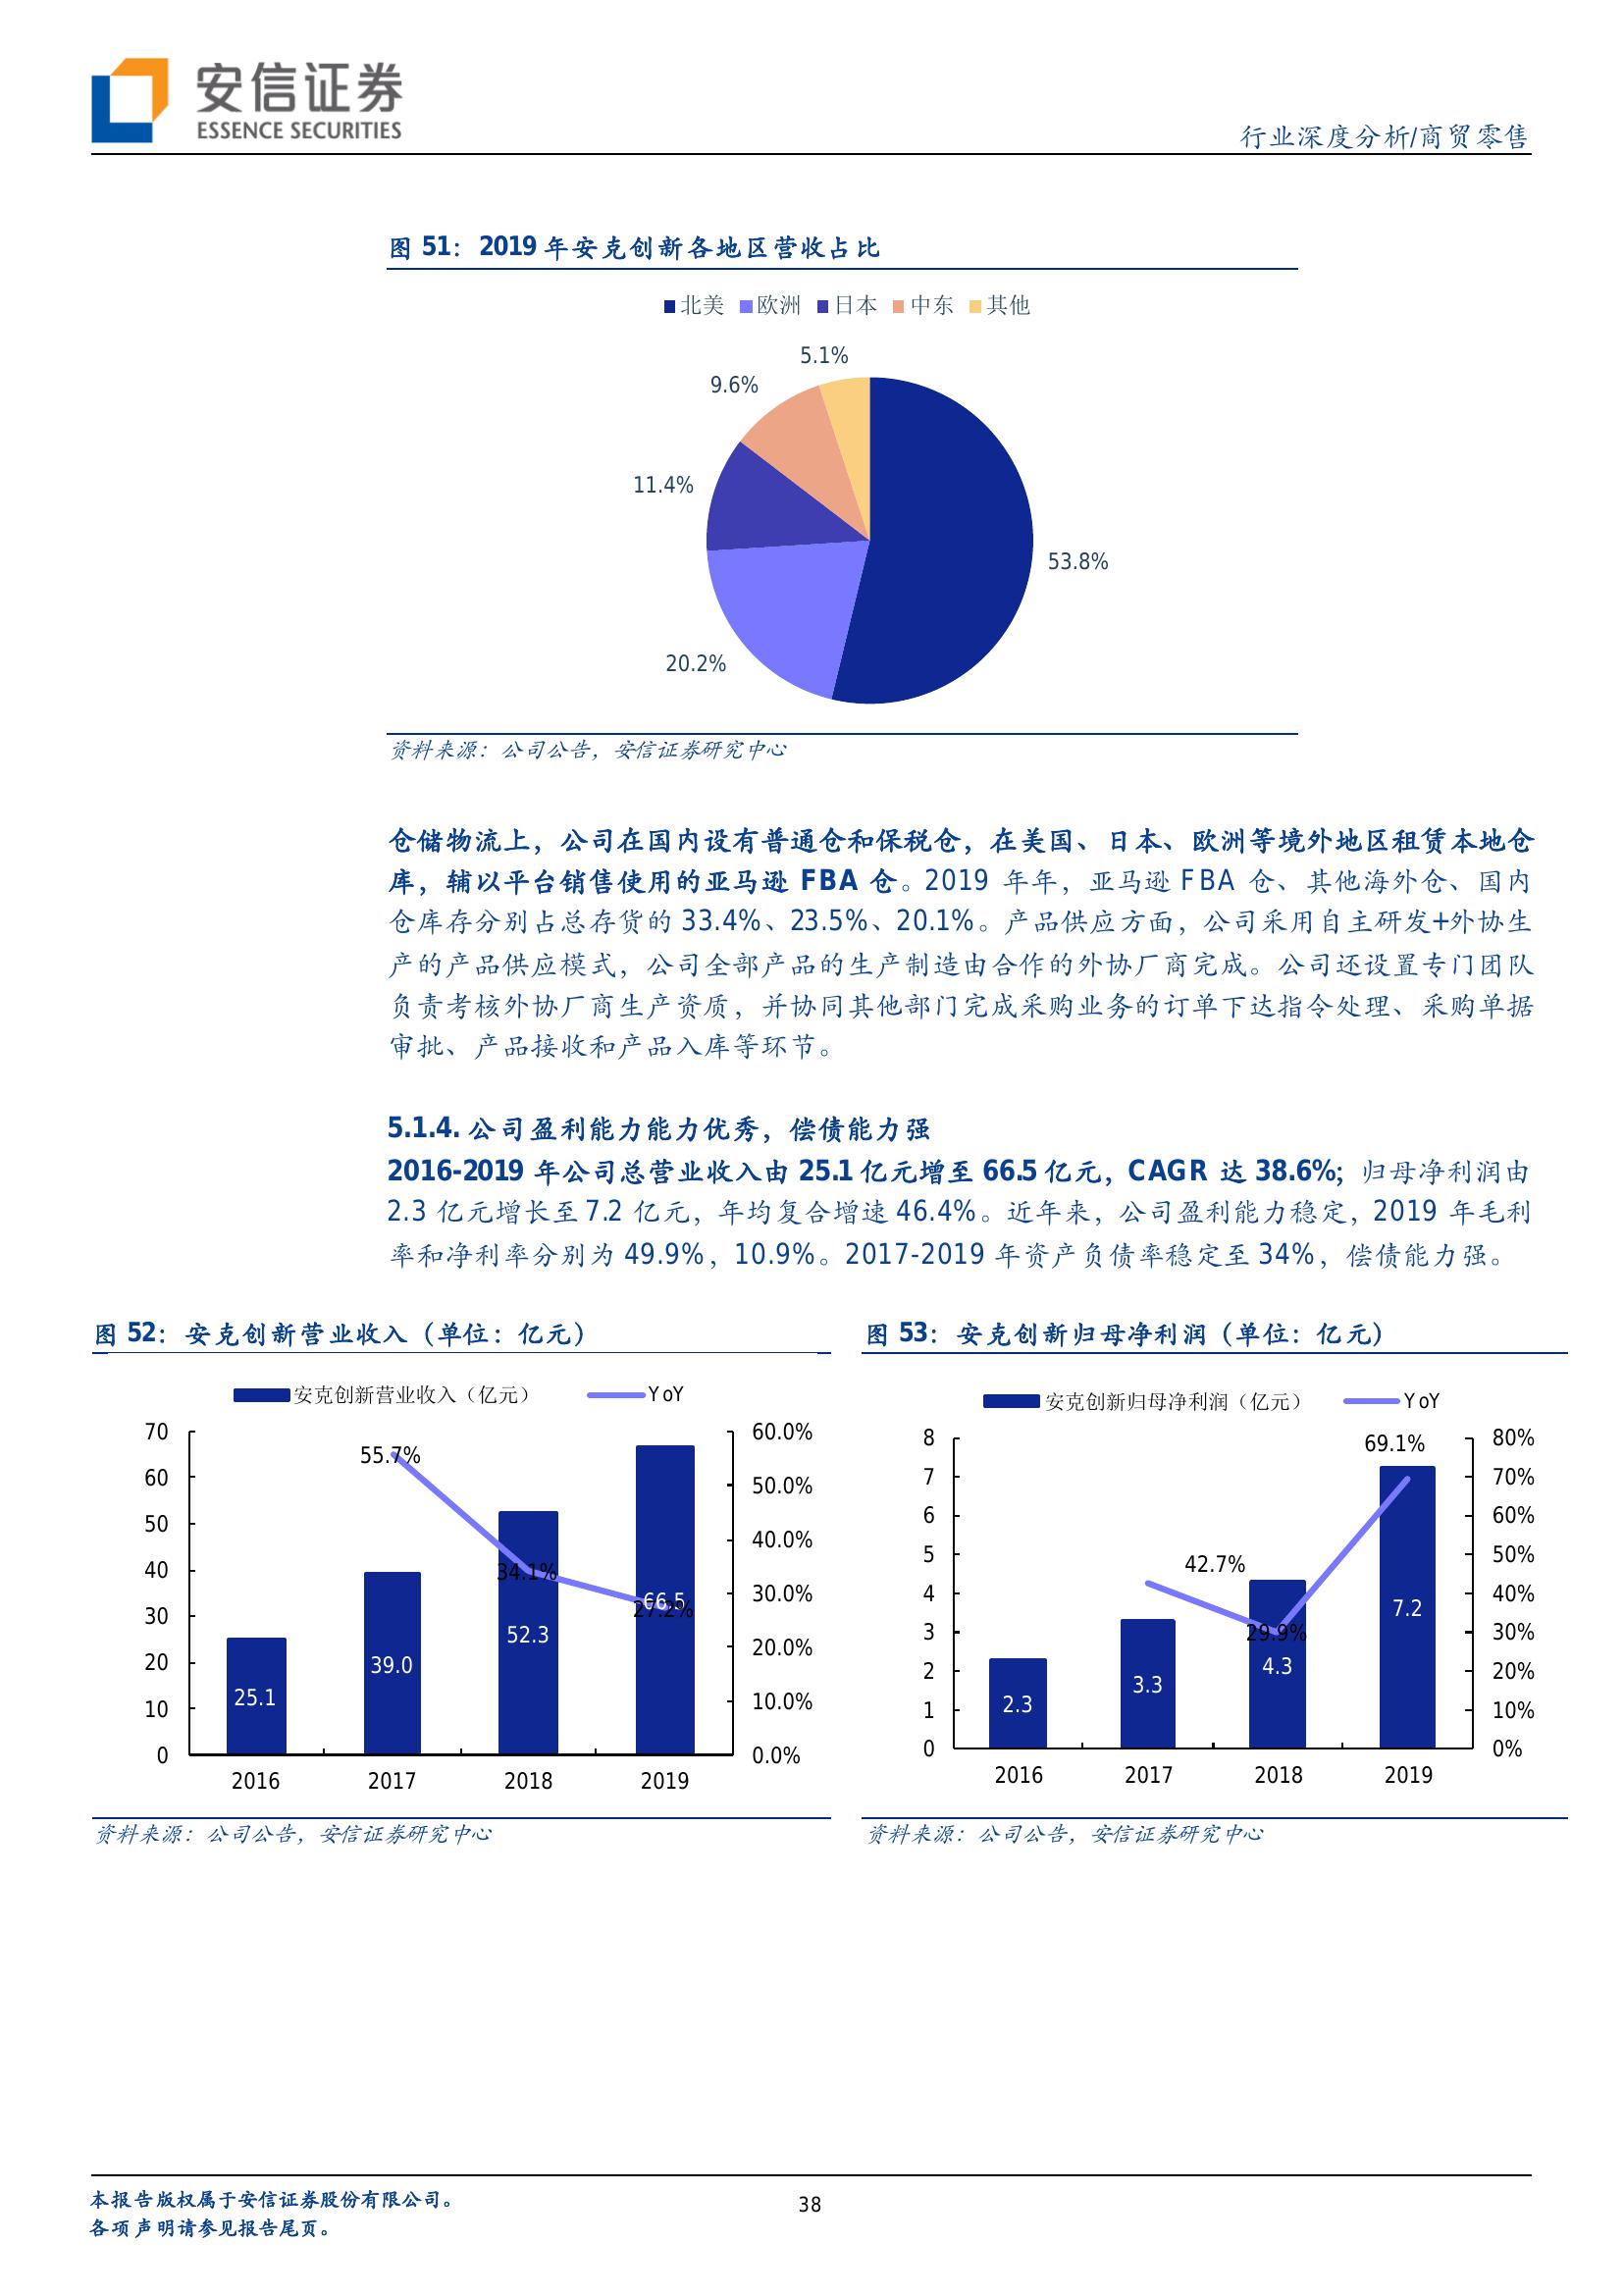 安信证券
ESSENCE SECURITIES
行业深度分析/商贸零售
图 51：2019 年安克创新各地区营收占比
北美 欧洲 日本 中东 其他
5.1%
9.6%
11.4%
53.8%
20.2%
资料来源：公司公告，安信证券研究中心
仓储物流上，公司在国内设有普通仓和保税仓，在美国、日本、欧洲等境外地区租赁本地仓
库，辅以平台销售使用的亚马逊 FBA 仓。2019 年年，亚马逊 FBA 仓、其他海外仓、国内
仓库存分别占总存货的 33.4%、23.5%、20.1%。产品供应方面，公司采用自主研发+外协生
产的产品供应模式，公司全部产品的生产制造由合作的外协厂商完成。公司还设置专门团队
负责考核外协厂商生产资质，并协同其他部门完成采购业务的订单下达指令处理、采购单据
审批、产品接收和产品入库等环节。
5.1.4. 公司盈利能力能力优秀，偿债能力强
2016-2019 年公司总营业收入由 25.1 亿元增至 66.5 亿元，CAGR 达 38.6%；归母净利润由
2.3 亿元增长至 7.2 亿元，年均复合增速 46.4%。近年来，公司盈利能力稳定，2019 年毛利
率和净利率分别为 49.9%，10.9%。2017-2019 年资产负债率稳定至 34%，偿债能力强。
图 52：安克创新营业收入（单位：亿元）
安克创新营业收入（亿元） YoY
70 60.0%
55.7%
60 50.0%
50 40.0%
40 34.1% 30.0%
66.5
27.2%
30 52.3 20.0%
20 39.0
25.1 10.0%
10
0 0.0%
2016 2017 2018 2019
资料来源：公司公告，安信证券研究中心
图 53：安克创新归母净利润（单位：亿元）
安克创新归母净利润（亿元） YoY
8 69.1% 80%
7 70%
6 60%
5 42.7% 50%
4 7.2 40%
3 29.9% 30%
2 3.3 4.3 20%
1 2.3 10%
0 0%
2016 2017 2018 2019
资料来源：公司公告，安信证券研究中心
本报告版权属于安信证券股份有限公司。
38
各项声明请参见报告尾页。